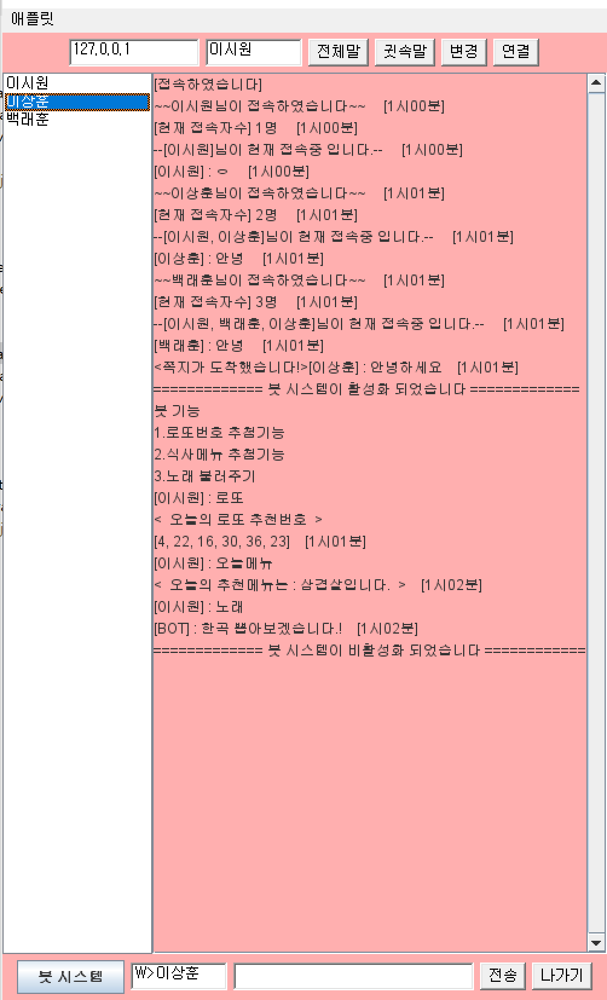 애플릿
127.0.0.1 이시원 전체말 귓속말 변경 연결
이시원
이상훈
백래훈
[접속하였습니다]
~~이시원님이 접속하였습니다~~ [1시00분]
[현재 접속자수] 1명 [1시00분]
--[이시원]님이 현재 접속중 입니다.-- [1시00분]
[이시원] : ㅇ [1시00분]
~~이상훈님이 접속하였습니다~~ [1시01분]
[현재 접속자수] 2명 [1시01분]
--[이시원, 이상훈]님이 현재 접속중 입니다.-- [1시01분]
[이상훈] : 안녕 [1시01분]
~~백래훈님이 접속하였습니다~~ [1시01분]
[현재 접속자수] 3명 [1시01분]
--[이시원, 백래훈, 이상훈]님이 현재 접속중 입니다.-- [1시01분]
[백래훈] : 안녕 [1시01분]
<쪽지가 도착했습니다!>[이상훈] : 안녕하세요 [1시01분]
============= 봇 시스템이 활성화 되었습니다 =============
봇 기능
1.로또번호 추첨기능
2.식사메뉴 추첨기능
3.노래 불러주기
[이시원] : 로또
< 오늘의 로또 추천번호 >
[4, 22, 16, 30, 36, 23] [1시01분]
[이시원] : 오늘메뉴
< 오늘의 추천메뉴는 : 삼겹살입니다. > [1시02분]
[이시원] : 노래
[BOT] : 한곡 뽑아보겠습니다.! [1시02분]
============= 봇 시스템이 비활성화 되었습니다 ============
봇 시스템 W>이상훈 전송 나가기